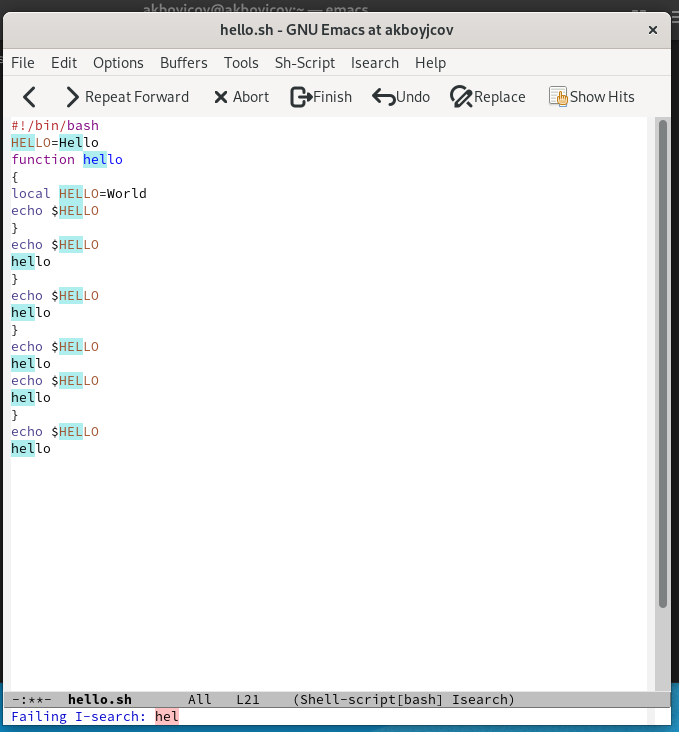 akboyjcov@akboyjcov:~ — emacs
hello.sh - GNU Emacs at akboyjcov
File Edit Options Buffers Tools Sh-Script Isearch Help
Repeat Forward Abort Finish Undo Replace Show Hits
#!/bin/bash
HELLO=Hello
function hello
{
local HELLO=World
echo $HELLO
}
echo $HELLO
hello
}
echo $HELLO
hello
}
echo $HELLO
hello
echo $HELLO
hello
}
echo $HELLO
hello
-:**- hello.sh All L21 (Shell-script[bash] Isearch)
Failing I-search: hel